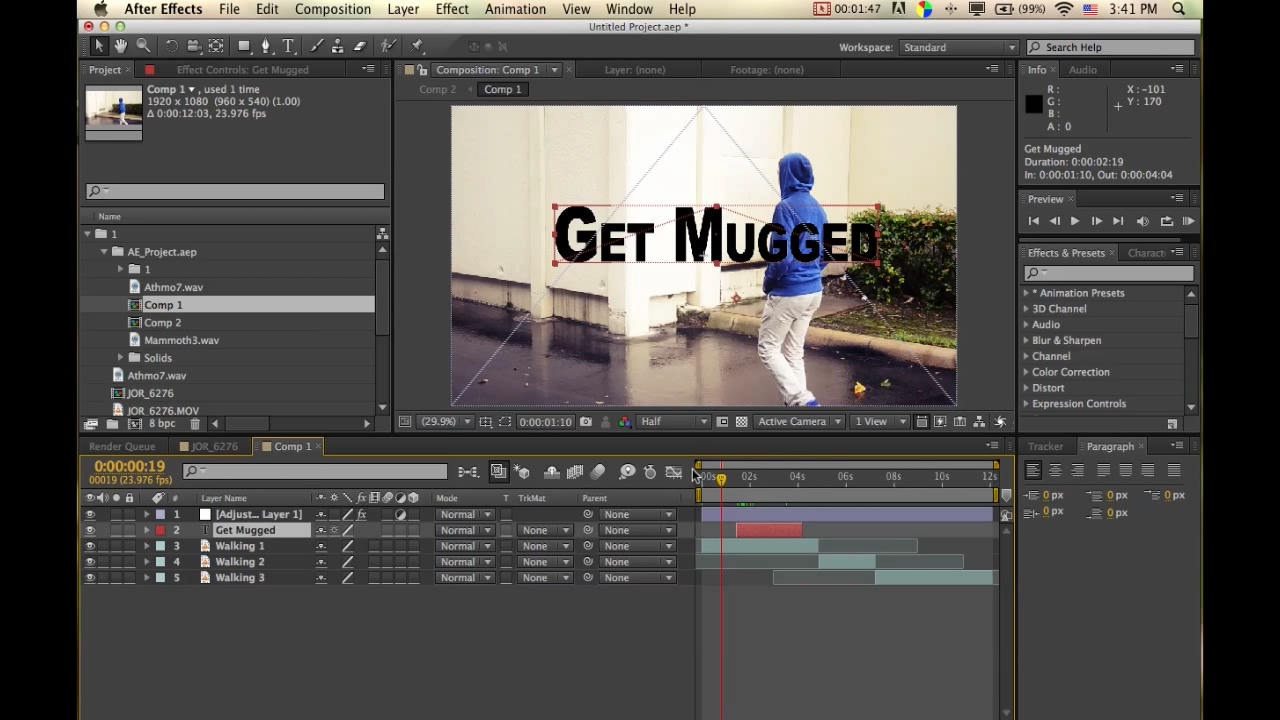 After Effects File Edit Composition Layer Effect Animation View Window Help 00:01:47 (99%) 3:41 PM
Untitled Project.aep *
Workspace: Standard Search Help
Project × Effect Controls: Get Mugged Composition: Comp 1 × Layer: (none) Footage: (none) Info × Audio
Comp 1 ▾, used 1 time
1920 x 1080 (960 x 540) (1.00)
Δ 0:00:12:03, 23.976 fps
Comp 2 Comp 1
R : X : -101
G : Y : 170
B :
A : 0
Get Mugged
Duration: 0:00:02:19
In: 0:00:01:10, Out: 0:00:04:04
Get Mugged
Preview ×
Name
1
AE_Project.aep
1
Athmo7.wav
Comp 1
Comp 2
Mammoth3.wav
Solids
Athmo7.wav
JOR_6276
JOR_6276.MOV
8 bpc
Effects & Presets × Charact
* Animation Presets
3D Channel
Audio
Blur & Sharpen
Channel
Color Correction
Distort
Expression Controls
(29.9%) 0:00:01:10 Half Active Camera 1 View
Render Queue JOR_6276 Comp 1 × Tracker Paragraph ×
0:00:00:19
00019 (23.976 fps)
:00s 02s 04s 06s 08s 10s 12s
# Layer Name fx Mode T TrkMat Parent
1 [Adjust... Layer 1] fx Normal None
2 T Get Mugged Normal None None
3 Walking 1 Normal None None
4 Walking 2 Normal None None
5 Walking 3 Normal None None
0 px 0 px 0 px
0 px 0 px